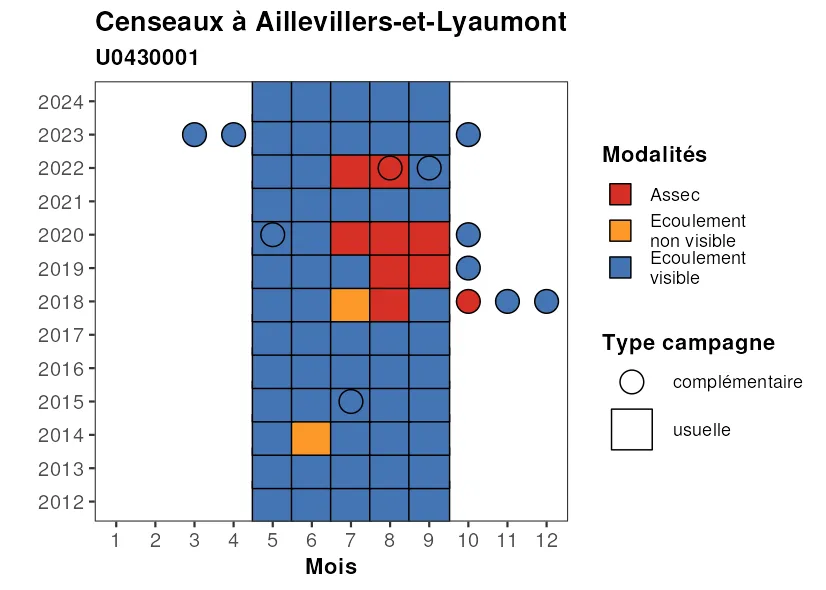 Censeaux à Aillevillers-et-Lyaumont
U0430001
2024
2023
2022
2021
2020
2019
2018
2017
2016
2015
2014
2013
2012
1 2 3 4 5 6 7 8 9 10 11 12
Mois
Modalités
Assec
Ecoulement
non visible
Ecoulement
visible
Type campagne
complémentaire
usuelle